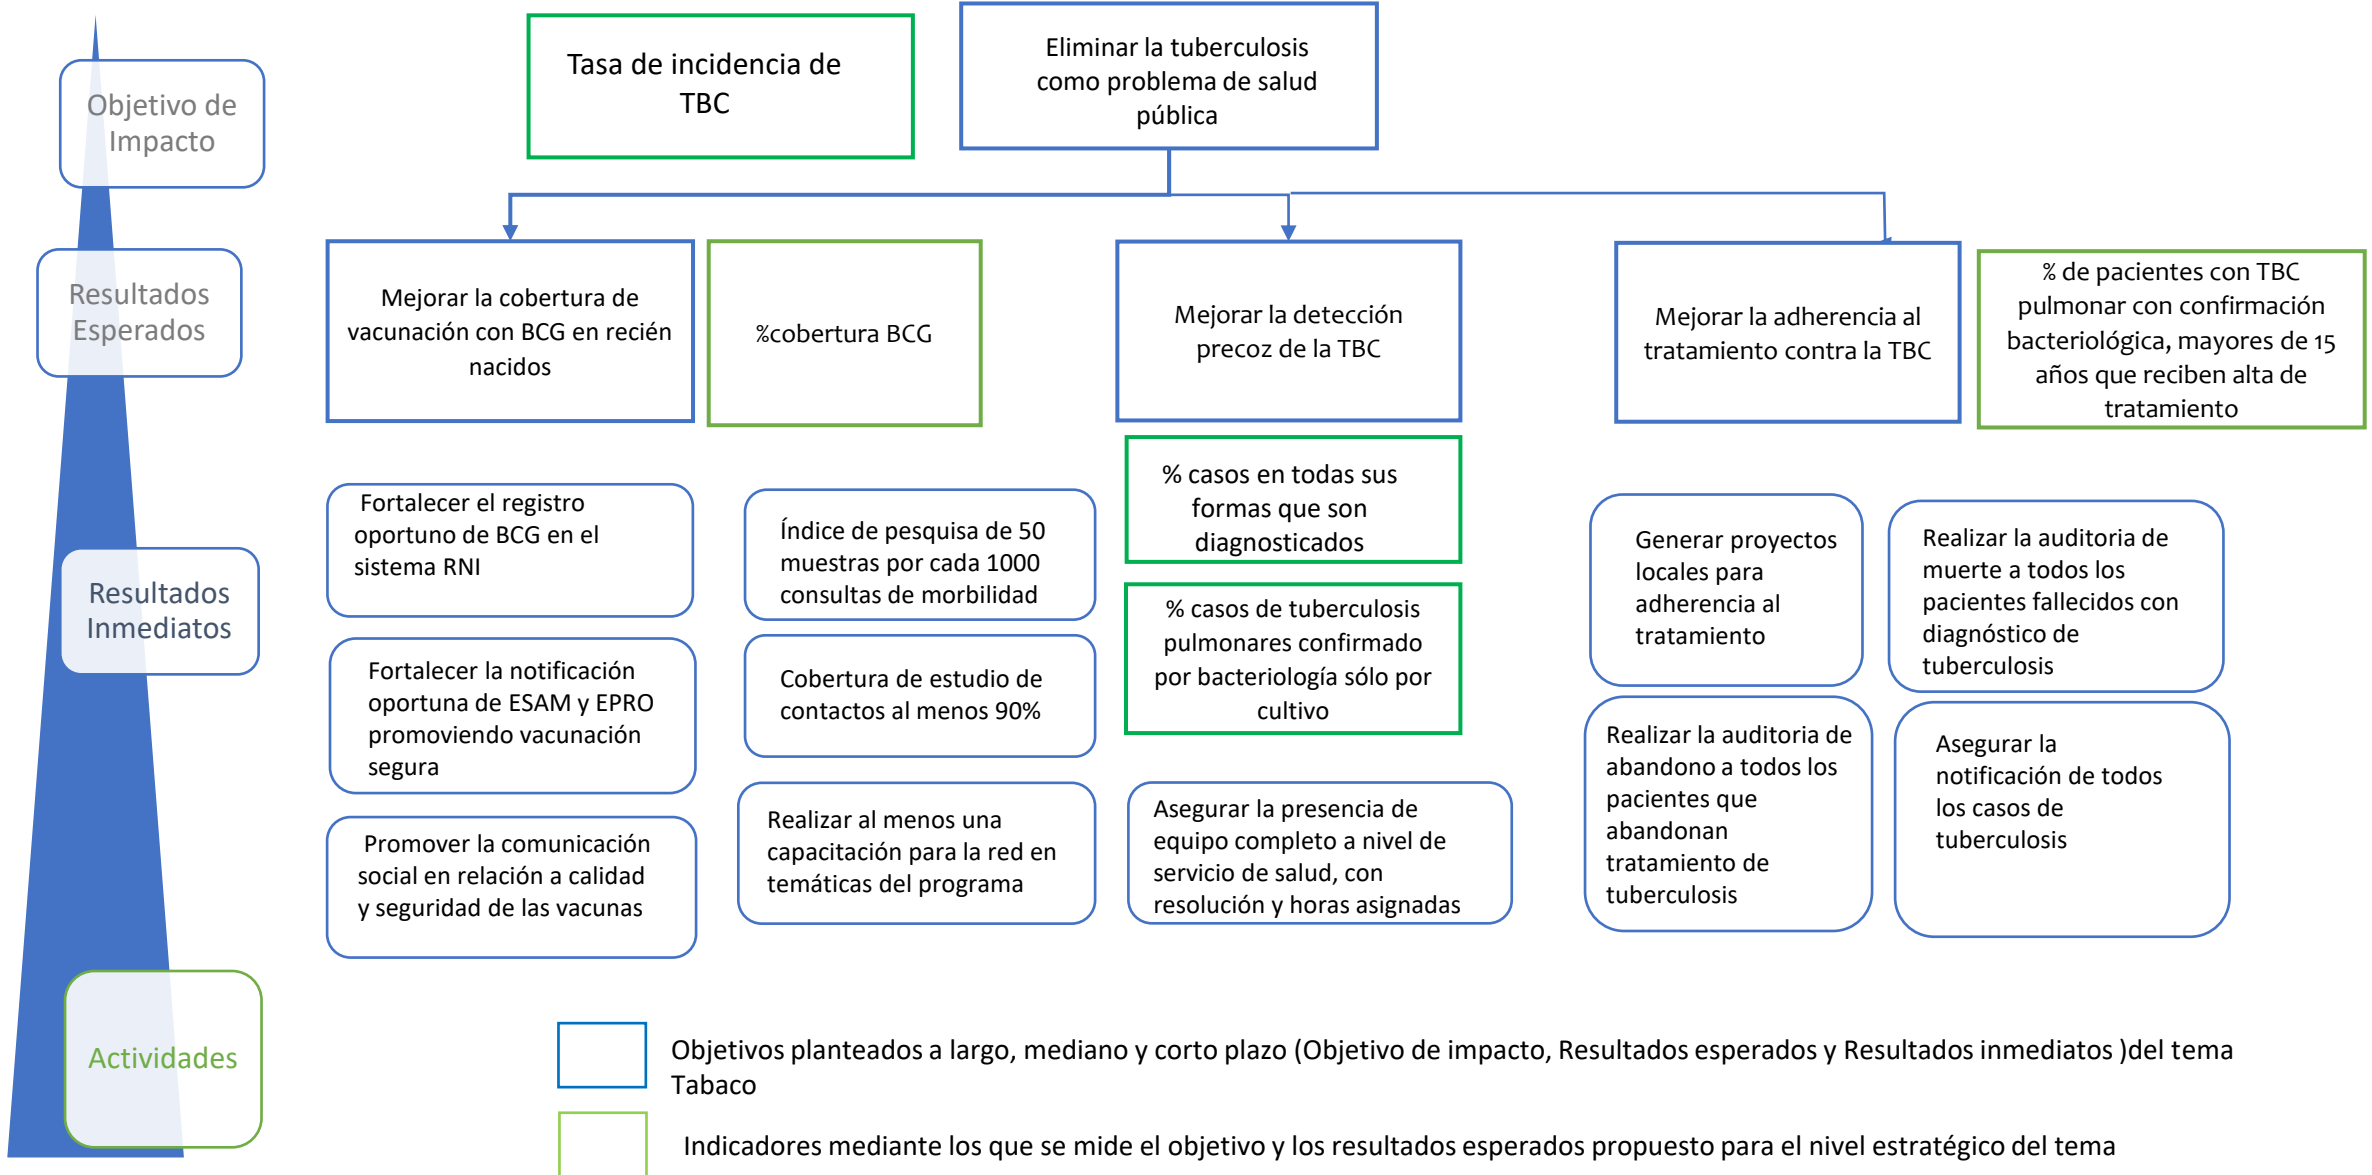 Objetivo de
Impacto
Tasa de incidencia de
TBC
Eliminar la tuberculosis
como problema de salud
pública
Resultados
Esperados
Mejorar la cobertura de
vacunación con BCG en recién
nacidos
%cobertura BCG
Mejorar la detección
precoz de la TBC
Mejorar la adherencia al
tratamiento contra la TBC
% de pacientes con TBC
pulmonar con confirmación
bacteriológica, mayores de 15
años que reciben alta de
tratamiento
Resultados
Inmediatos
Fortalecer el registro
oportuno de BCG en el
sistema RNI
Fortalecer la notificación
oportuna de ESAM y EPRO
promoviendo vacunación
segura
Promover la comunicación
social en relación a calidad
y seguridad de las vacunas
Índice de pesquisa de 50
muestras por cada 1000
consultas de morbilidad
Cobertura de estudio de
contactos al menos 90%
Realizar al menos una
capacitación para la red en
temáticas del programa
% casos en todas sus
formas que son
diagnosticados
% casos de tuberculosis
pulmonares confirmado
por bacteriología sólo por
cultivo
Asegurar la presencia de
equipo completo a nivel de
servicio de salud, con
resolución y horas asignadas
Generar proyectos
locales para
adherencia al
tratamiento
Realizar la auditoria de
muerte a todos los
pacientes fallecidos con
diagnóstico de
tuberculosis
Realizar la auditoria de
abandono a todos los
pacientes que
abandonan
tratamiento de
tuberculosis
Asegurar la
notificación de todos
los casos de
tuberculosis
Actividades
Objetivos planteados a largo, mediano y corto plazo (Objetivo de impacto, Resultados esperados y Resultados inmediatos )del tema
Tabaco
Indicadores mediante los que se mide el objetivo y los resultados esperados propuesto para el nivel estratégico del tema